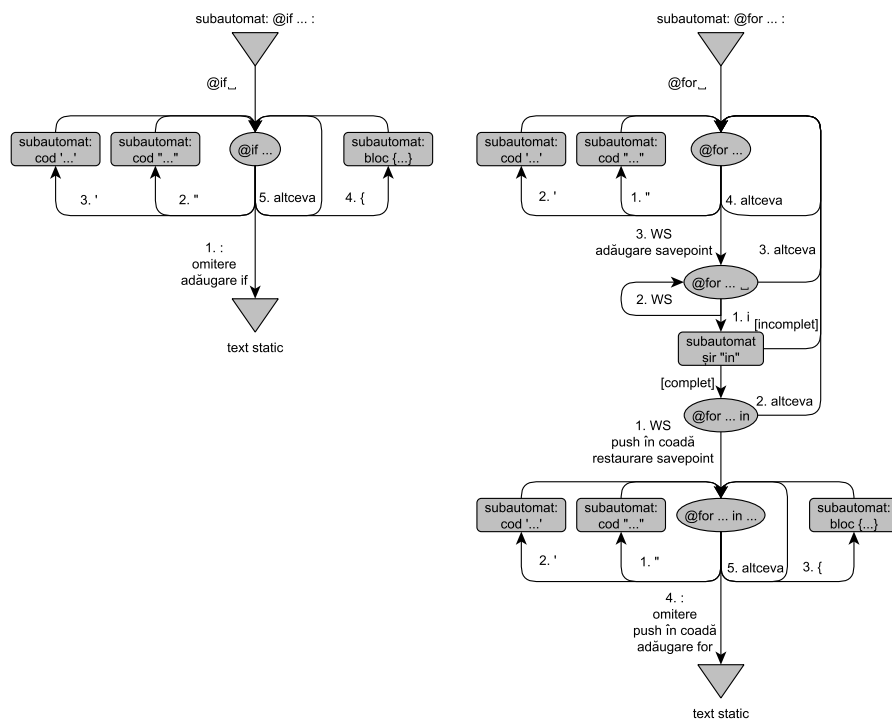 subautomat: @if ... :
@if␣
subautomat:
cod '...'
subautomat:
cod "..."
@if ...
subautomat:
bloc {...}
3. '
2. "
5. altceva
4. {
1. :
omitere
adăugare if
text static
subautomat: @for ... :
@for␣
subautomat:
cod '...'
subautomat:
cod "..."
@for ...
2. '
1. "
4. altceva
3. WS
adăugare savepoint
3. altceva
@for ... ␣
2. WS
1. i
[incomplet]
subautomat
șir "in"
[complet]
2. altceva
@for ... in
1. WS
push în coadă
restaurare savepoint
subautomat:
cod '...'
subautomat:
cod "..."
@for ... in ...
subautomat:
bloc {...}
2. '
1. "
5. altceva
3. {
4. :
omitere
push în coadă
adăugare for
text static